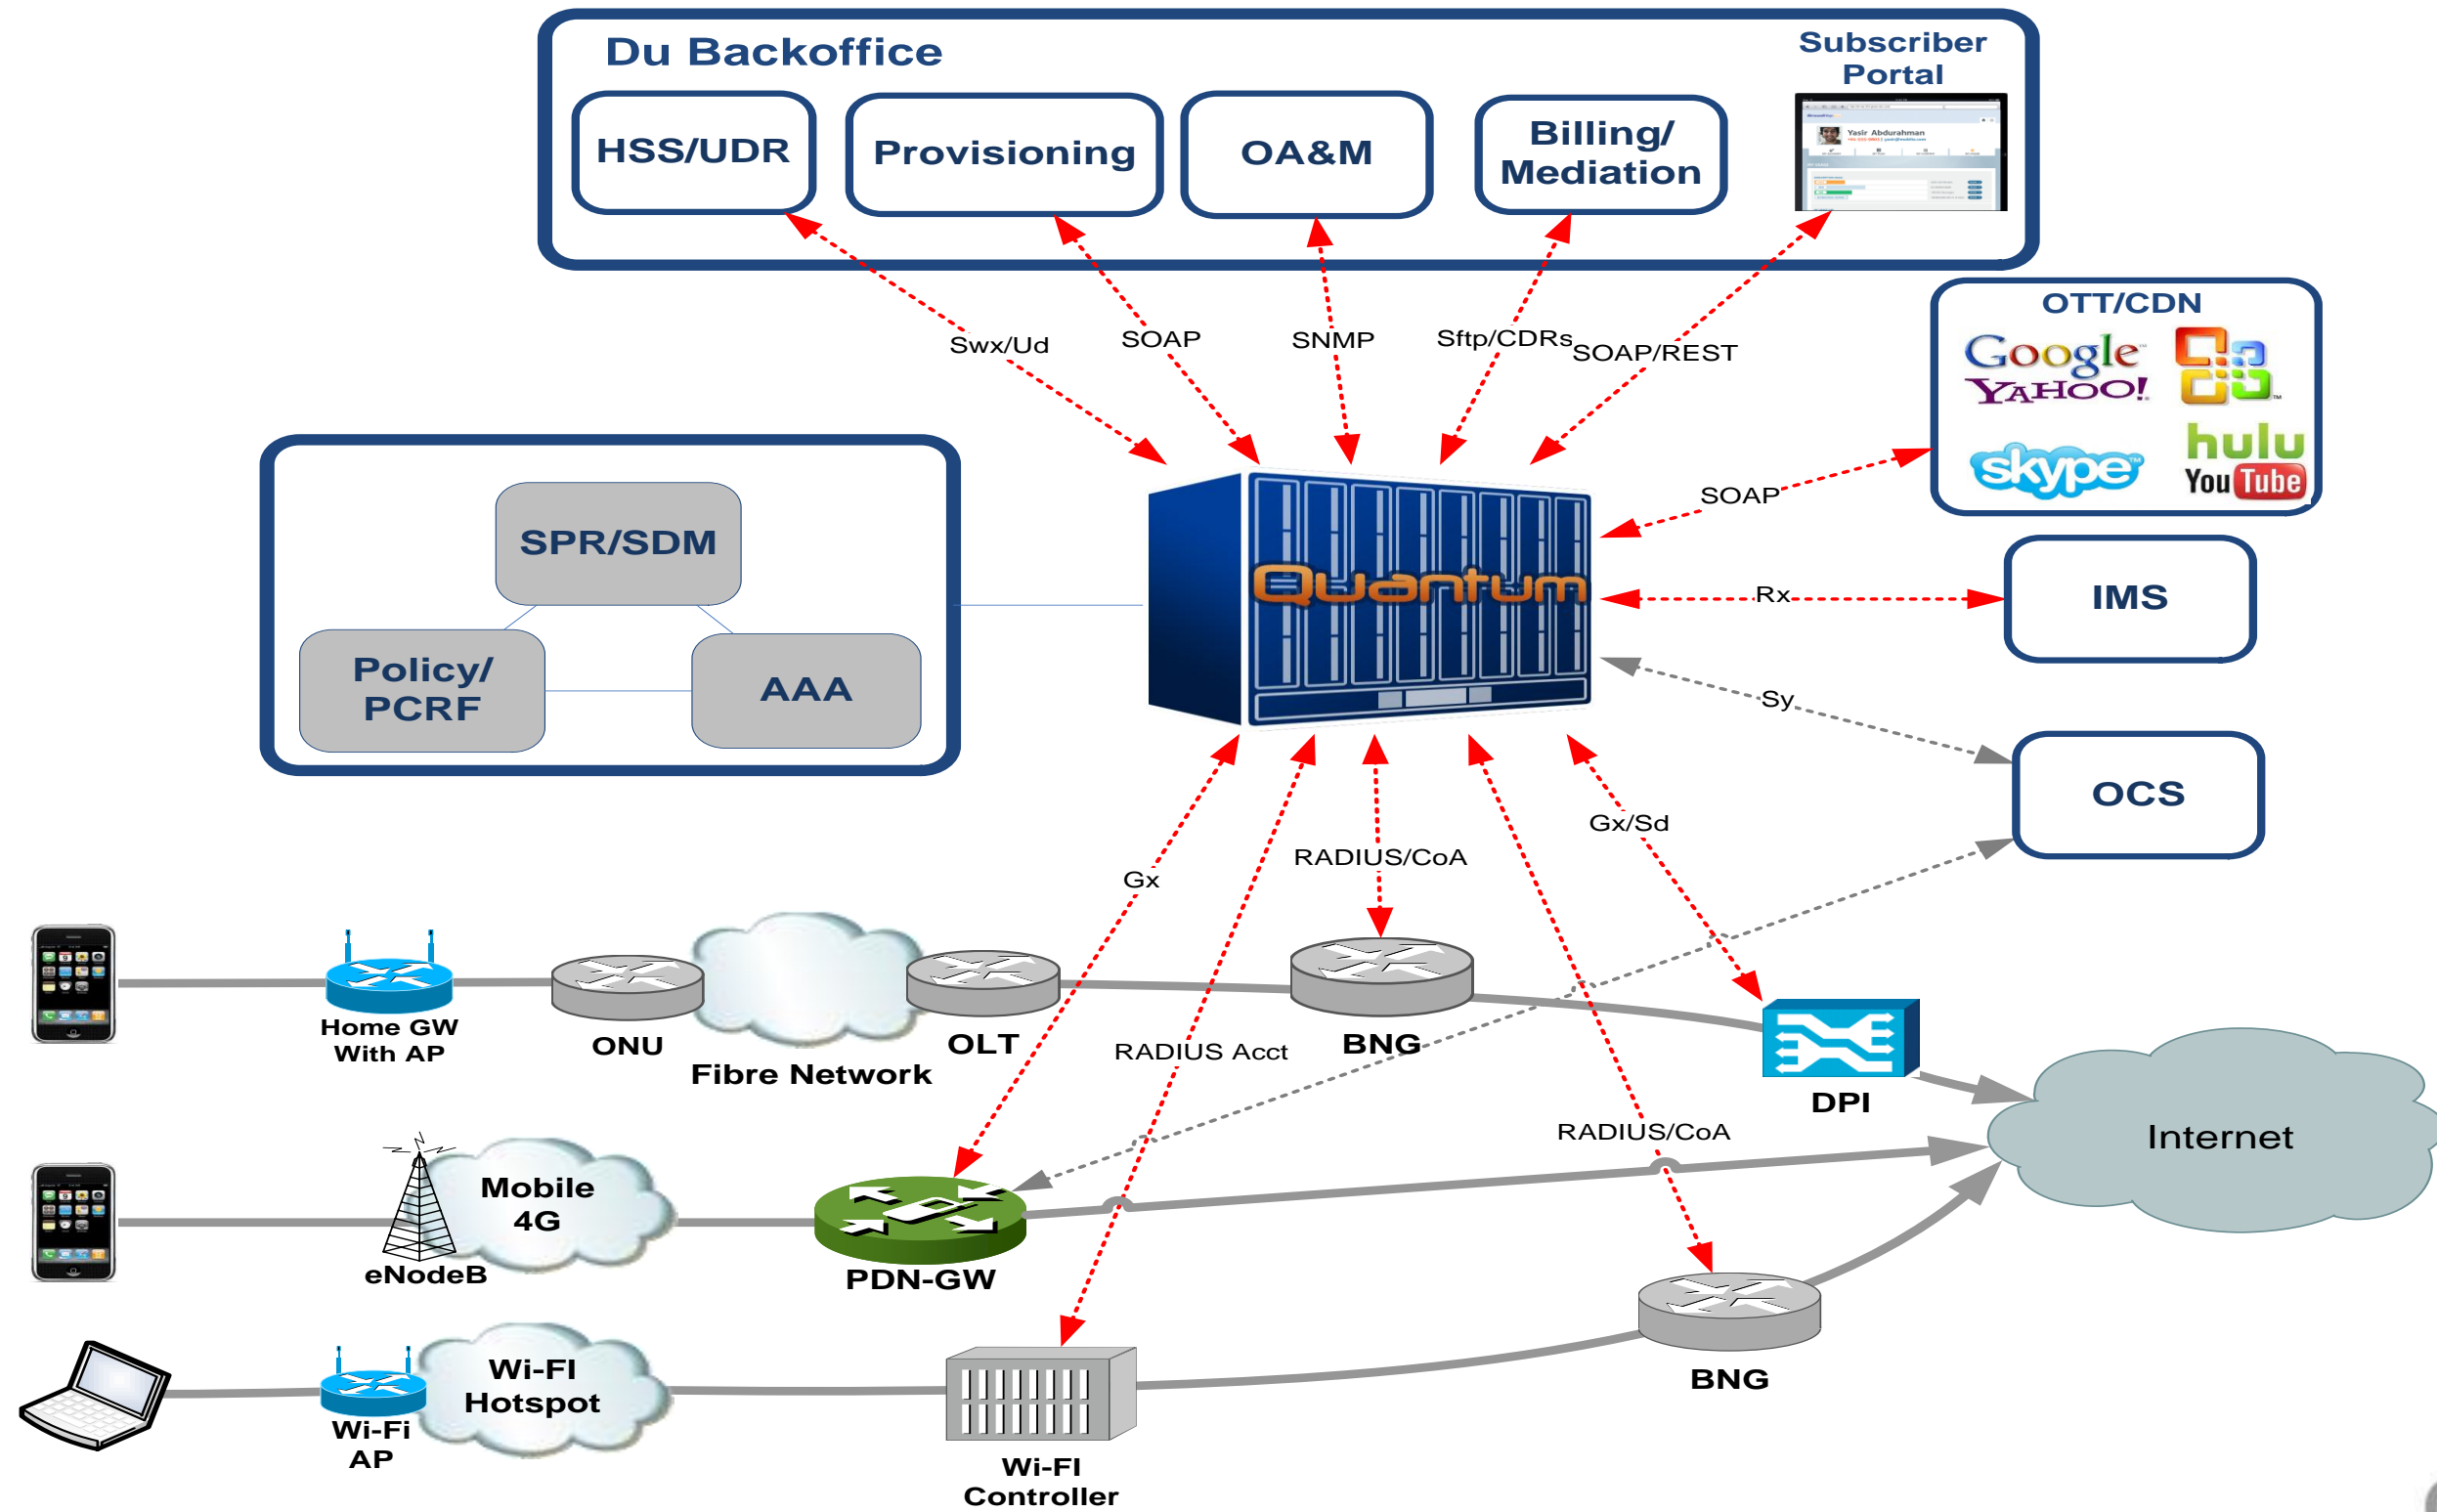 Du Backoffice
Subscriber
Portal
HSS/UDR
Provisioning
OA&M
Billing/
Mediation
Yasir Abdurahman
Swx/Ud
SOAP
SNMP
Sftp/CDRs
SOAP/REST
OTT/CDN
Google
YAHOO!
skype
hulu
YouTube
SOAP
SPR/SDM
Policy/
PCRF
AAA
Quantum
Rx
IMS
Sy
OCS
Gx
RADIUS/CoA
Gx/Sd
Home GW
With AP
ONU
Fibre Network
OLT
BNG
RADIUS Acct
DPI
RADIUS/CoA
Internet
Mobile
4G
eNodeB
PDN-GW
Wi-FI
Hotspot
Wi-Fi
AP
Wi-FI
Controller
BNG